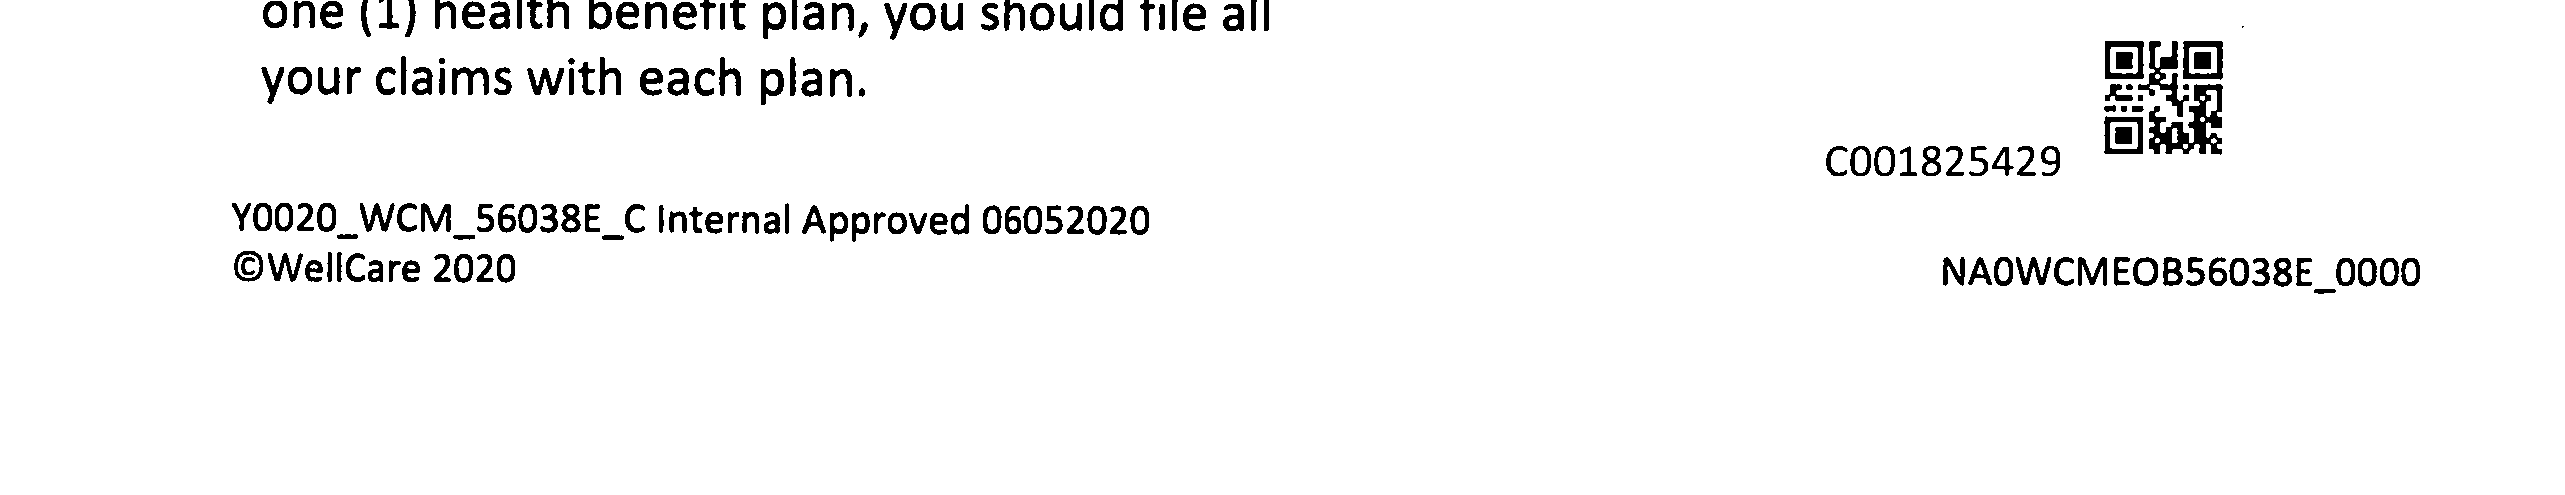 one (1) health benefit plan, you should file all
your claims with each plan.
C001825429
Y0020_WCM_56038E_C Internal Approved 06052020
©WellCare 2020
NA0WCMEOB56038E_0000